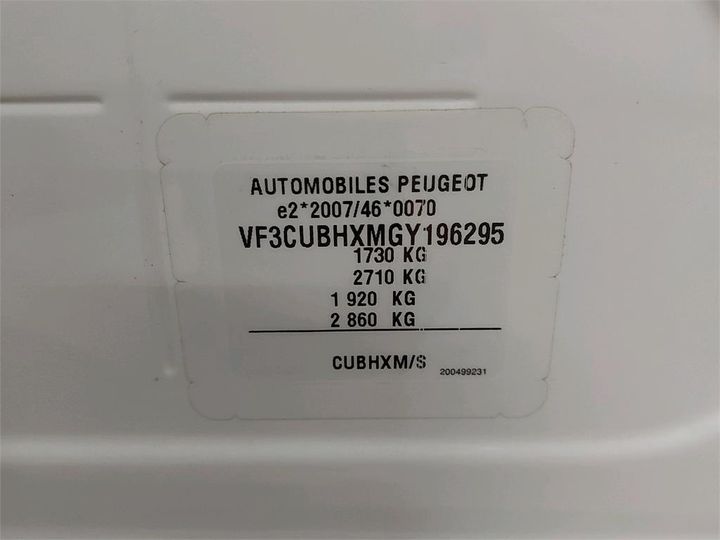 AUTOMOBILES PEUGEOT
e2*2007/46*0070
VF3CUBHXMGY196295
1730 KG
2710 KG
1 920 KG
2 860 KG
CUBHXM/S
200499231